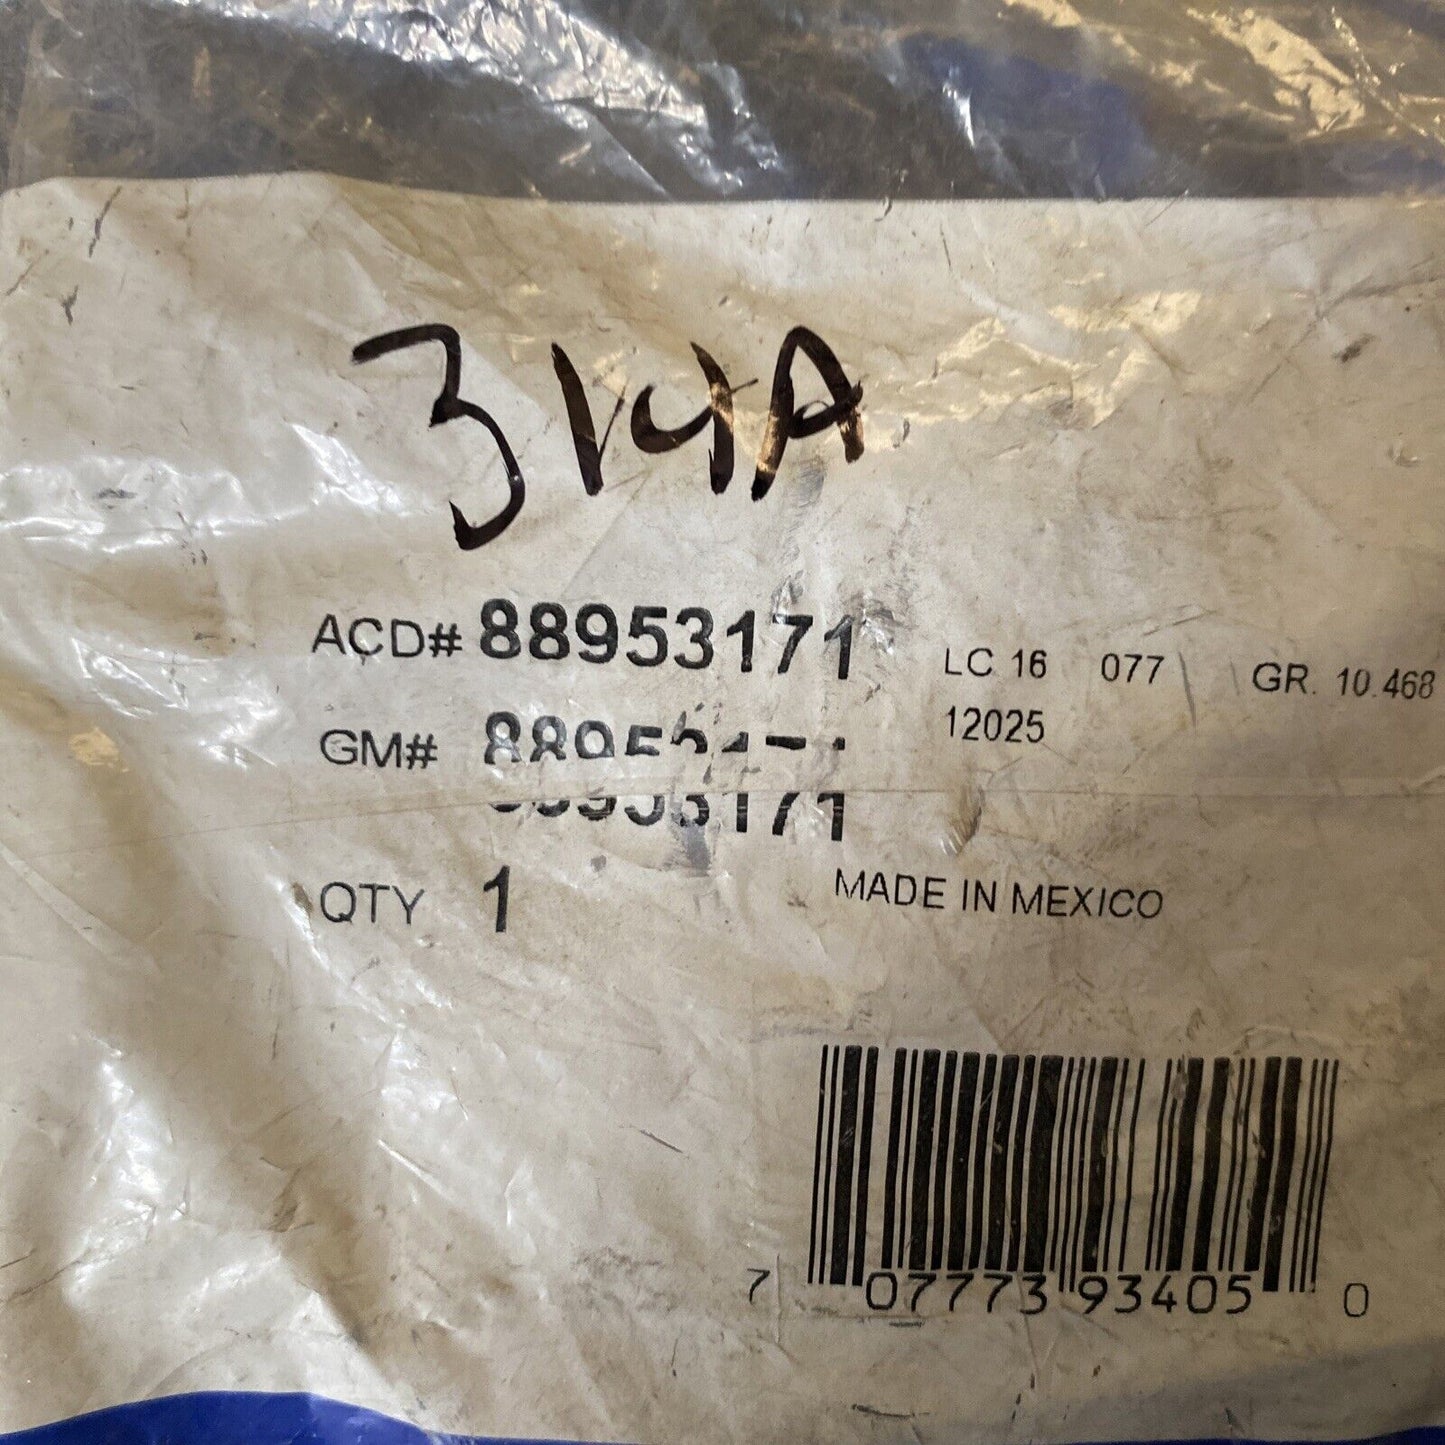 314A
ACD# 88953171 LC 16 077 GR. 10.468
12025
GM# 88953171
QTY 1 MADE IN MEXICO
7 07773 93405 0